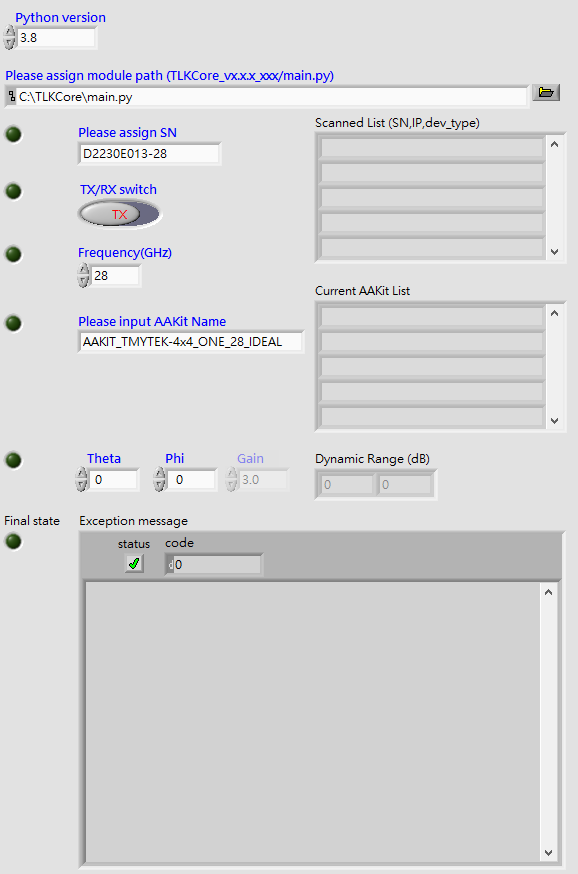 Python version
3.8
Please assign module path (TLKCore_vx.x.x_xxx/main.py)
C:\TLKCore\main.py
Please assign SN
D2230E013-28
Scanned List (SN,IP,dev_type)
TX/RX switch
TX
Frequency(GHz)
28
Current AAKit List
Please input AAKit Name
AAKIT_TMYTEK-4x4_ONE_28_IDEAL
Theta Phi Gain Dynamic Range (dB)
0 0 3.0 0 0
Final state Exception message
status code
d 0